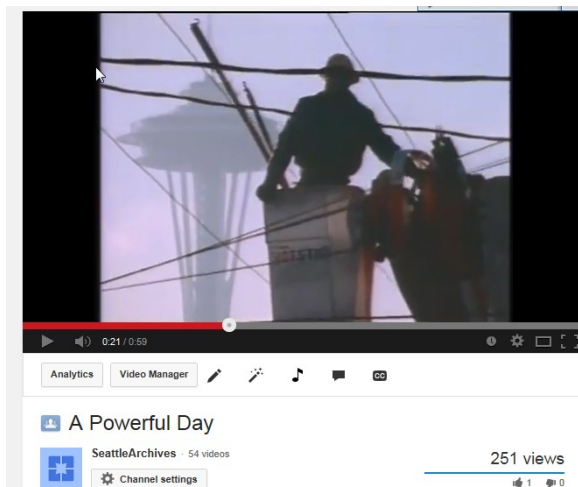 0:21 / 0:59
Analytics
Video Manager
CC
A Powerful Day
SeattleArchives · 54 videos
Channel settings
251 views
1
0